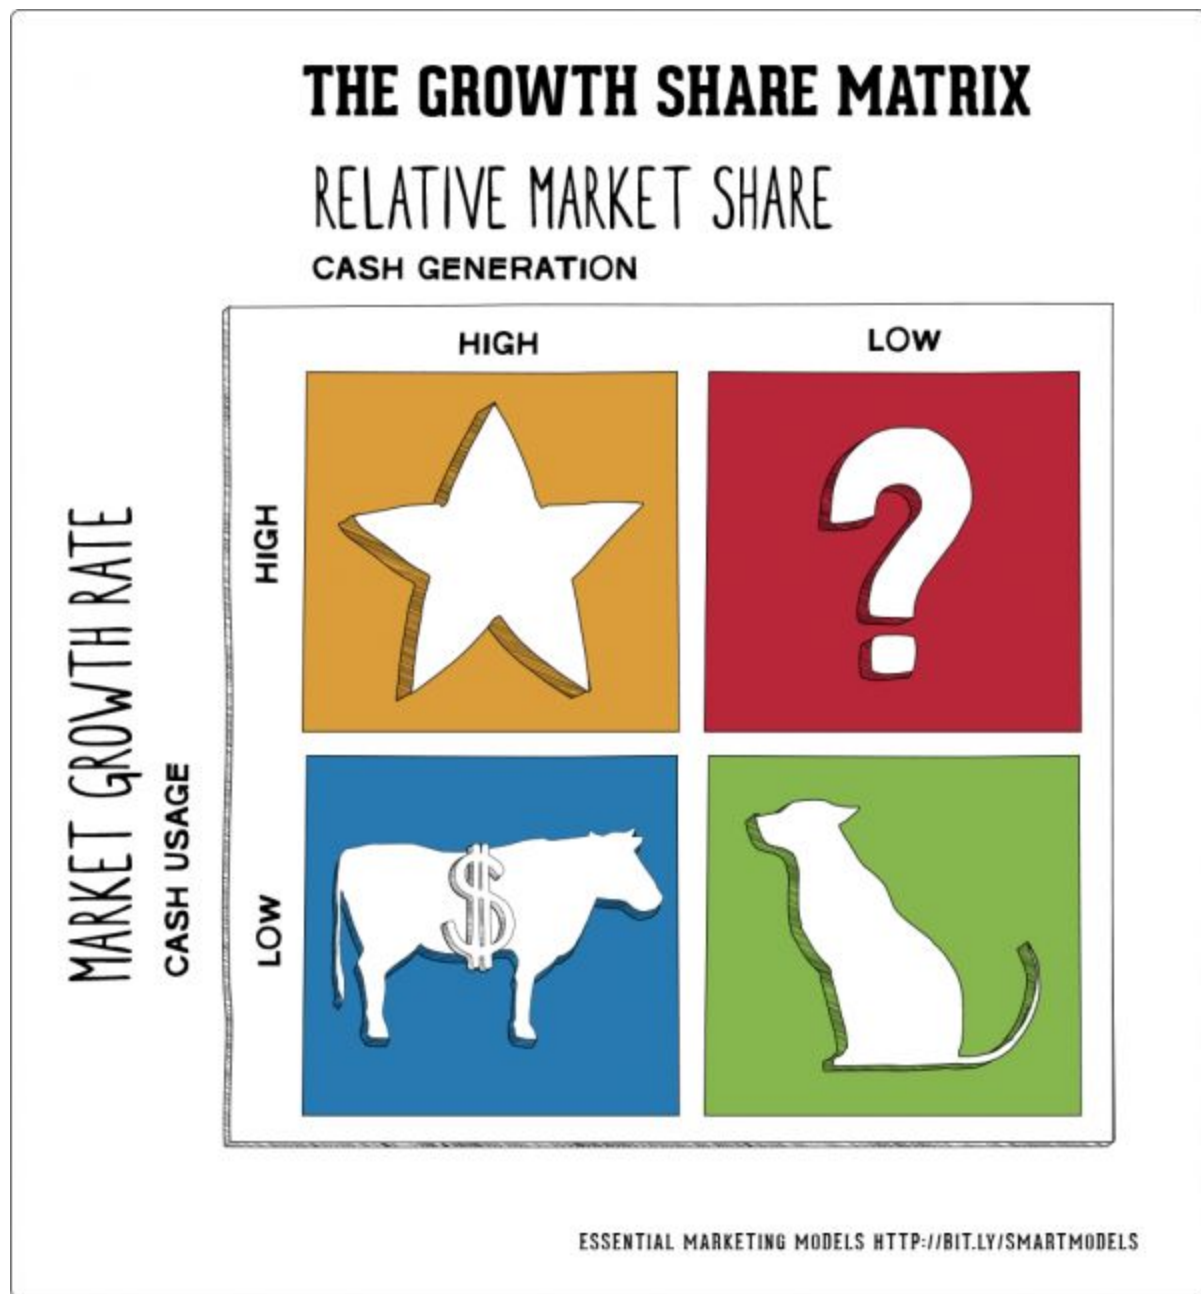 THE GROWTH SHARE MATRIX
RELATIVE MARKET SHARE
CASH GENERATION
HIGH
LOW
MARKET GROWTH RATE
CASH USAGE
HIGH
LOW
?
$
ESSENTIAL MARKETING MODELS HTTP://BIT.LY/SMARTMODELS